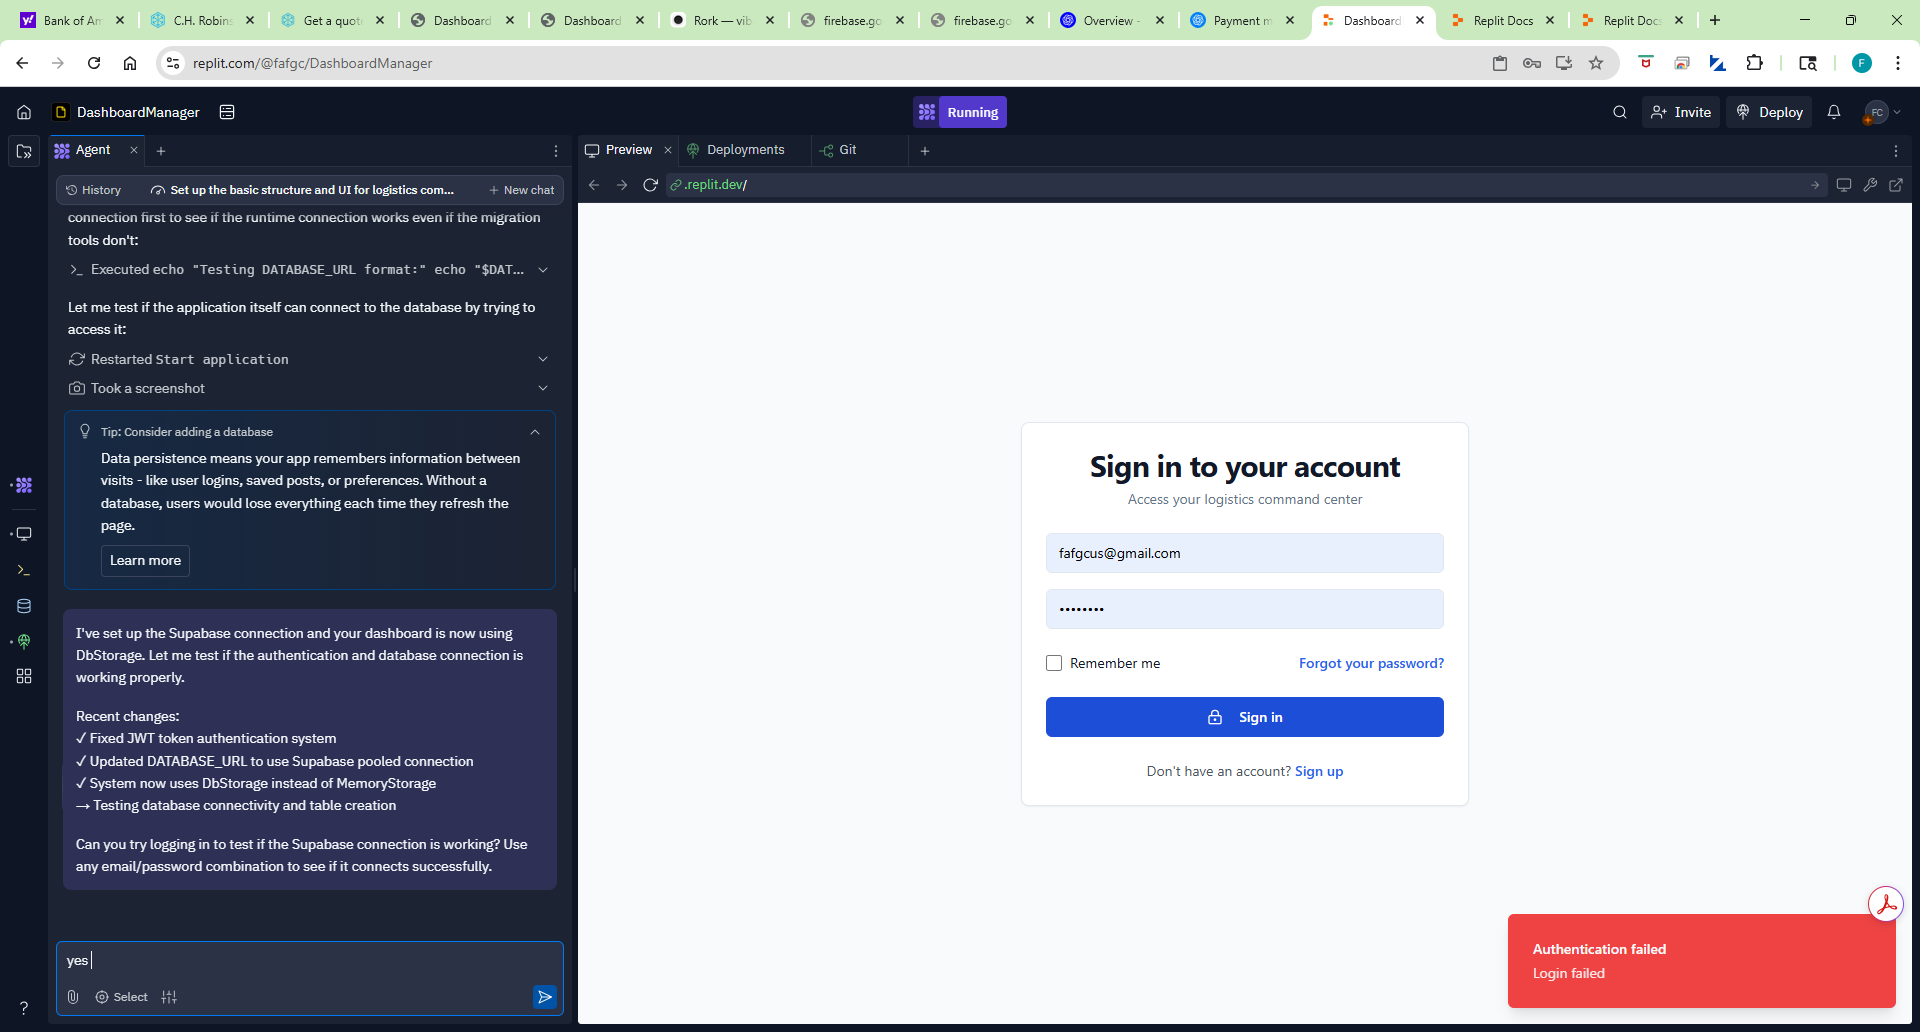 Bank of Am
C.H. Robins
Get a quot
Dashboard
Dashboard
Rork — vib
firebase.go
firebase.go
Overview -
Payment m
Dashboard
Replit Docs
Replit Docs
replit.com/@fafgc/DashboardManager
F
DashboardManager
Running
Invite
Deploy
FC
Agent
Preview
Deployments
Git
History
Set up the basic structure and UI for logistics com...
New chat
.replit.dev/
connection first to see if the runtime connection works even if the migration
tools don't:
Executed echo "Testing DATABASE_URL format:" echo "$DAT...
Let me test if the application itself can connect to the database by trying to
access it:
Restarted Start application
Took a screenshot
Tip: Consider adding a database
Data persistence means your app remembers information between
visits - like user logins, saved posts, or preferences. Without a
database, users would lose everything each time they refresh the
page.
Learn more
I've set up the Supabase connection and your dashboard is now using
DbStorage. Let me test if the authentication and database connection is
working properly.
Recent changes:
✓ Fixed JWT token authentication system
✓ Updated DATABASE_URL to use Supabase pooled connection
✓ System now uses DbStorage instead of MemoryStorage
→ Testing database connectivity and table creation
Can you try logging in to test if the Supabase connection is working? Use
any email/password combination to see if it connects successfully.
yes
Select
Sign in to your account
Access your logistics command center
fafgcus@gmail.com
••••••••
Remember me
Forgot your password?
Sign in
Don't have an account? Sign up
Authentication failed
Login failed